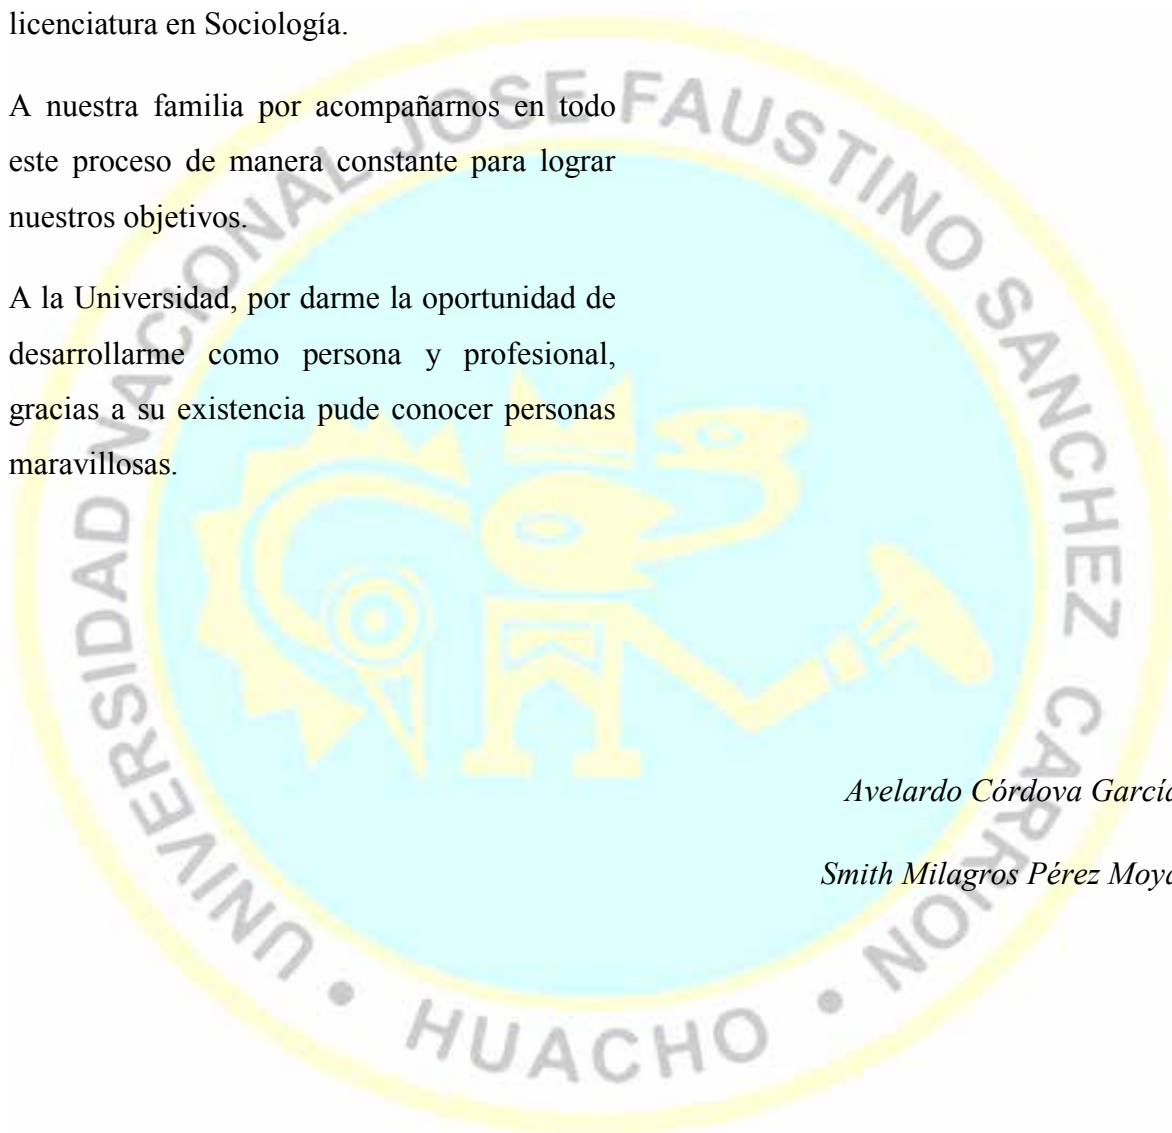 licenciatura en Sociología.
A nuestra familia por acompañarnos en todo
este proceso de manera constante para lograr
nuestros objetivos.
A la Universidad, por darme la oportunidad de
desarrollarme como persona y profesional,
gracias a su existencia pude conocer personas
maravillosas.
Avelardo Córdova García
Smith Milagros Pérez Moya
UNIVERSIDAD NACIONAL JOSE FAUSTINO SANCHEZ CARRION • HUACHO •